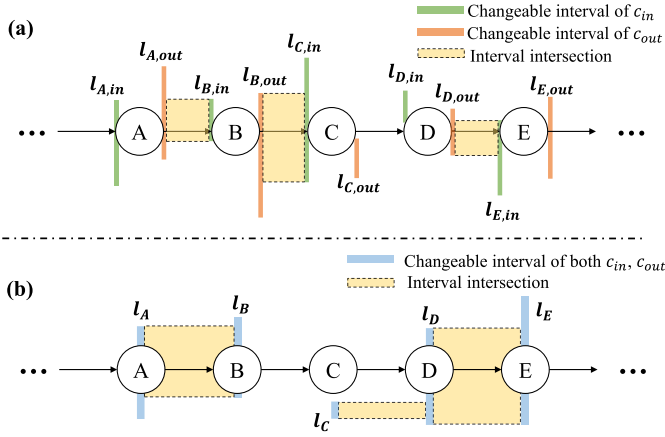 (a)
Changeable interval of c_in
Changeable interval of c_out
Interval intersection
l_A,in
l_A,out
l_B,in
l_B,out
l_C,in
l_D,in
l_D,out
l_E,out
... A B C D E ...
l_C,out
l_E,in
Changeable interval of both c_in, c_out
Interval intersection
(b)
l_A
l_B
l_D
l_E
... A B C D E ...
l_C